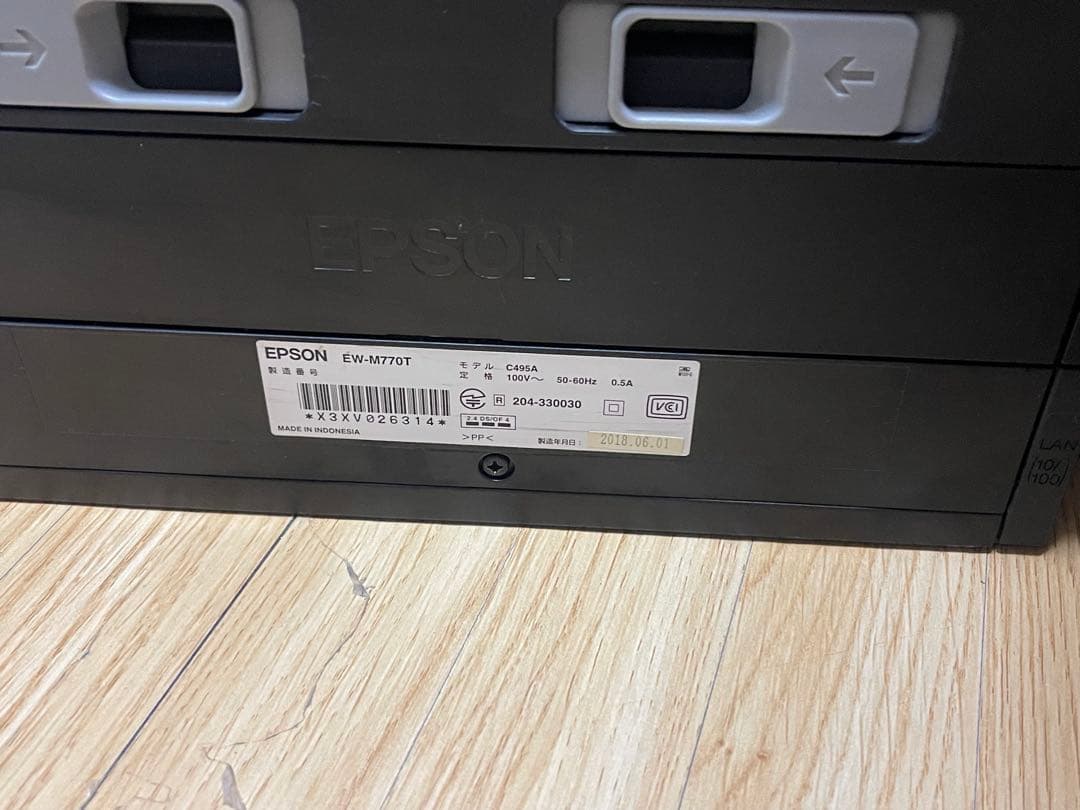 EPSON
EPSON EW-M770T
モデル C495A
製造番号
定格 100V～ 50-60Hz 0.5A
R 204-330030
VCI
*X3XV026314*
2.4 DS/OF 4
MADE IN INDONESIA
>PP<
製造年月日： 2018.06.01
LAN
10/
100